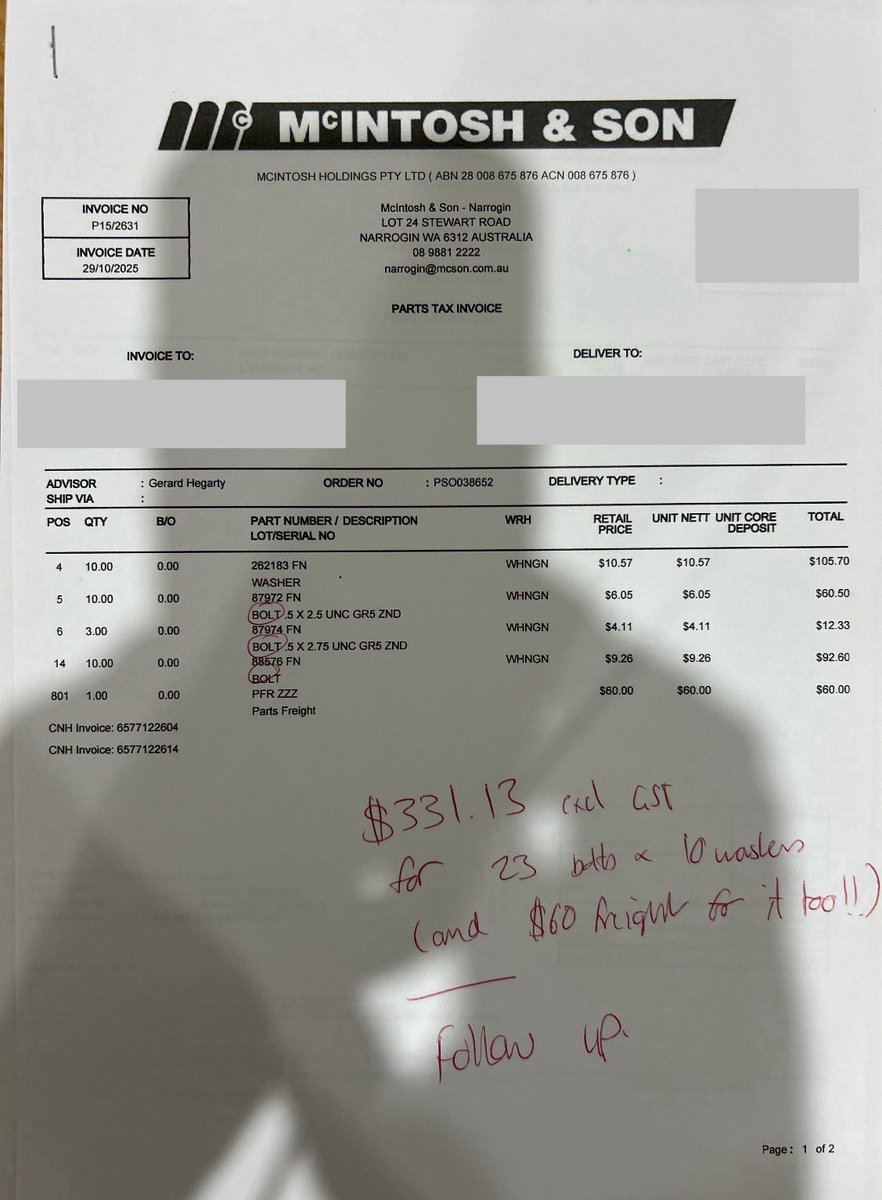 McINTOSH & SON
MCINTOSH HOLDINGS PTY LTD ( ABN 28 008 675 876 ACN 008 675 876 )
INVOICE NO
P15/2631
INVOICE DATE
29/10/2025
McIntosh & Son - Narrogin
LOT 24 STEWART ROAD
NARROGIN WA 6312 AUSTRALIA
08 9881 2222
narrogin@mcson.com.au
PARTS TAX INVOICE
INVOICE TO:
DELIVER TO:
ADVISOR : Gerard Hegarty ORDER NO : PSO038652 DELIVERY TYPE :
SHIP VIA :
POS QTY B/O PART NUMBER / DESCRIPTION WRH RETAIL UNIT NETT UNIT CORE TOTAL
LOT/SERIAL NO PRICE DEPOSIT
4 10.00 0.00 262183 FN WHNGN $10.57 $10.57 $105.70
WASHER
5 10.00 0.00 87972 FN WHNGN $6.05 $6.05 $60.50
BOLT .5 X 2.5 UNC GR5 ZND
6 3.00 0.00 87974 FN WHNGN $4.11 $4.11 $12.33
BOLT .5 X 2.75 UNC GR5 ZND
14 10.00 0.00 88576 FN WHNGN $9.26 $9.26 $92.60
BOLT
801 1.00 0.00 PFR ZZZ $60.00 $60.00 $60.00
Parts Freight
CNH Invoice: 6577122604
CNH Invoice: 6577122614
$331.13 excl GST
for 23 bolts & 10 washers
(and $60 freight for it too!!)
Follow up.
Page : 1 of 2